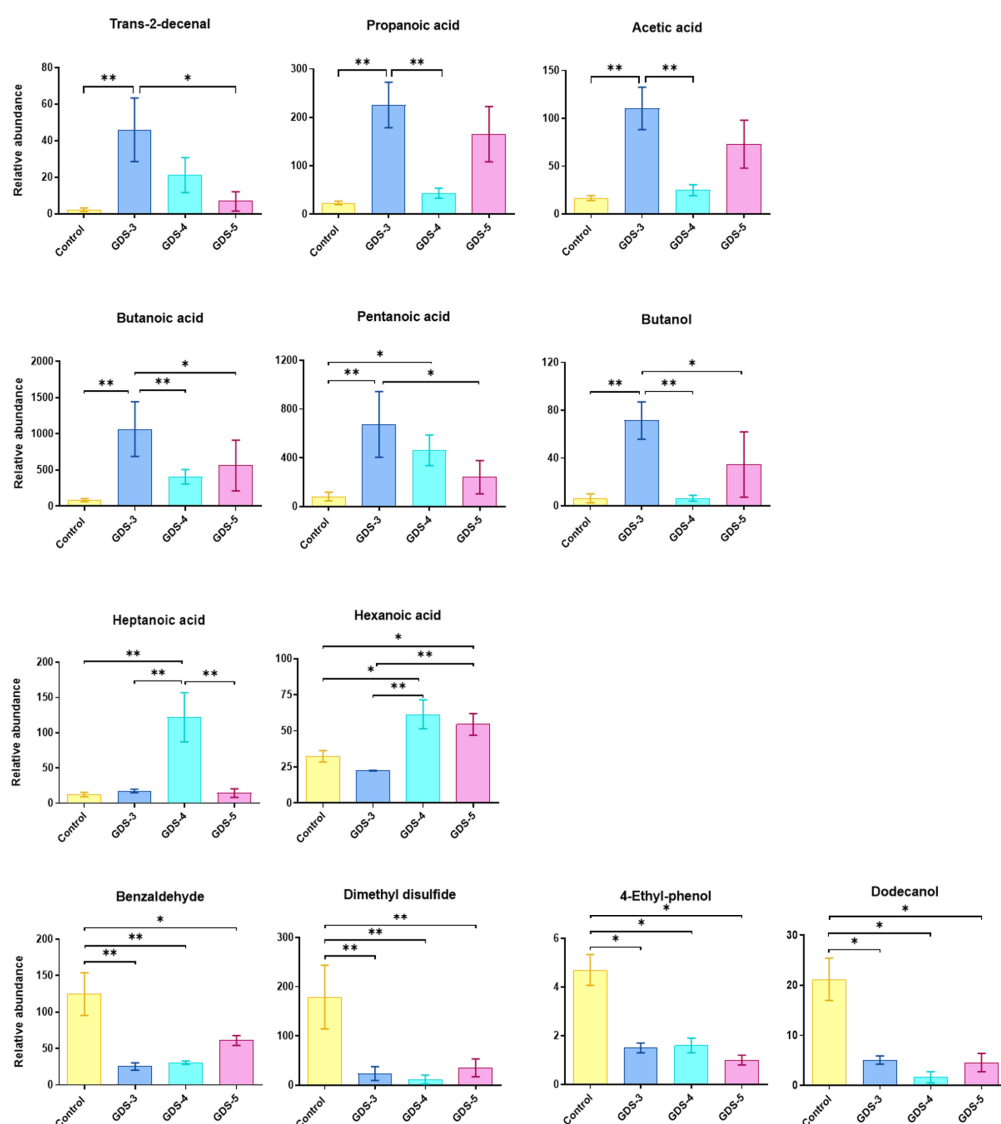 Trans-2-decenal
Relative abundance
80
60
40
20
0
** *
Control GDS-3 GDS-4 GDS-5
Propanoic acid
300
200
100
0
** **
Control GDS-3 GDS-4 GDS-5
Acetic acid
150
100
50
0
** **
Control GDS-3 GDS-4 GDS-5
Butanoic acid
Relative abundance
2000
1500
1000
500
0
*
** **
Control GDS-3 GDS-4 GDS-5
Pentanoic acid
1200
800
400
0
*
** *
Control GDS-3 GDS-4 GDS-5
Butanol
120
80
40
0
*
** **
Control GDS-3 GDS-4 GDS-5
Heptanoic acid
Relative abundance
200
150
100
50
0
**
** **
Control GDS-3 GDS-4 GDS-5
Hexanoic acid
100
75
50
25
0
*
**
*
**
Control GDS-3 GDS-4 GDS-5
Benzaldehyde
Relative abundance
150
100
50
0
*
**
**
Control GDS-3 GDS-4 GDS-5
Dimethyl disulfide
300
200
100
0
**
**
**
Control GDS-3 GDS-4 GDS-5
4-Ethyl-phenol
6
4
2
0
*
*
*
Control GDS-3 GDS-4 GDS-5
Dodecanol
30
20
10
0
*
*
*
Control GDS-3 GDS-4 GDS-5